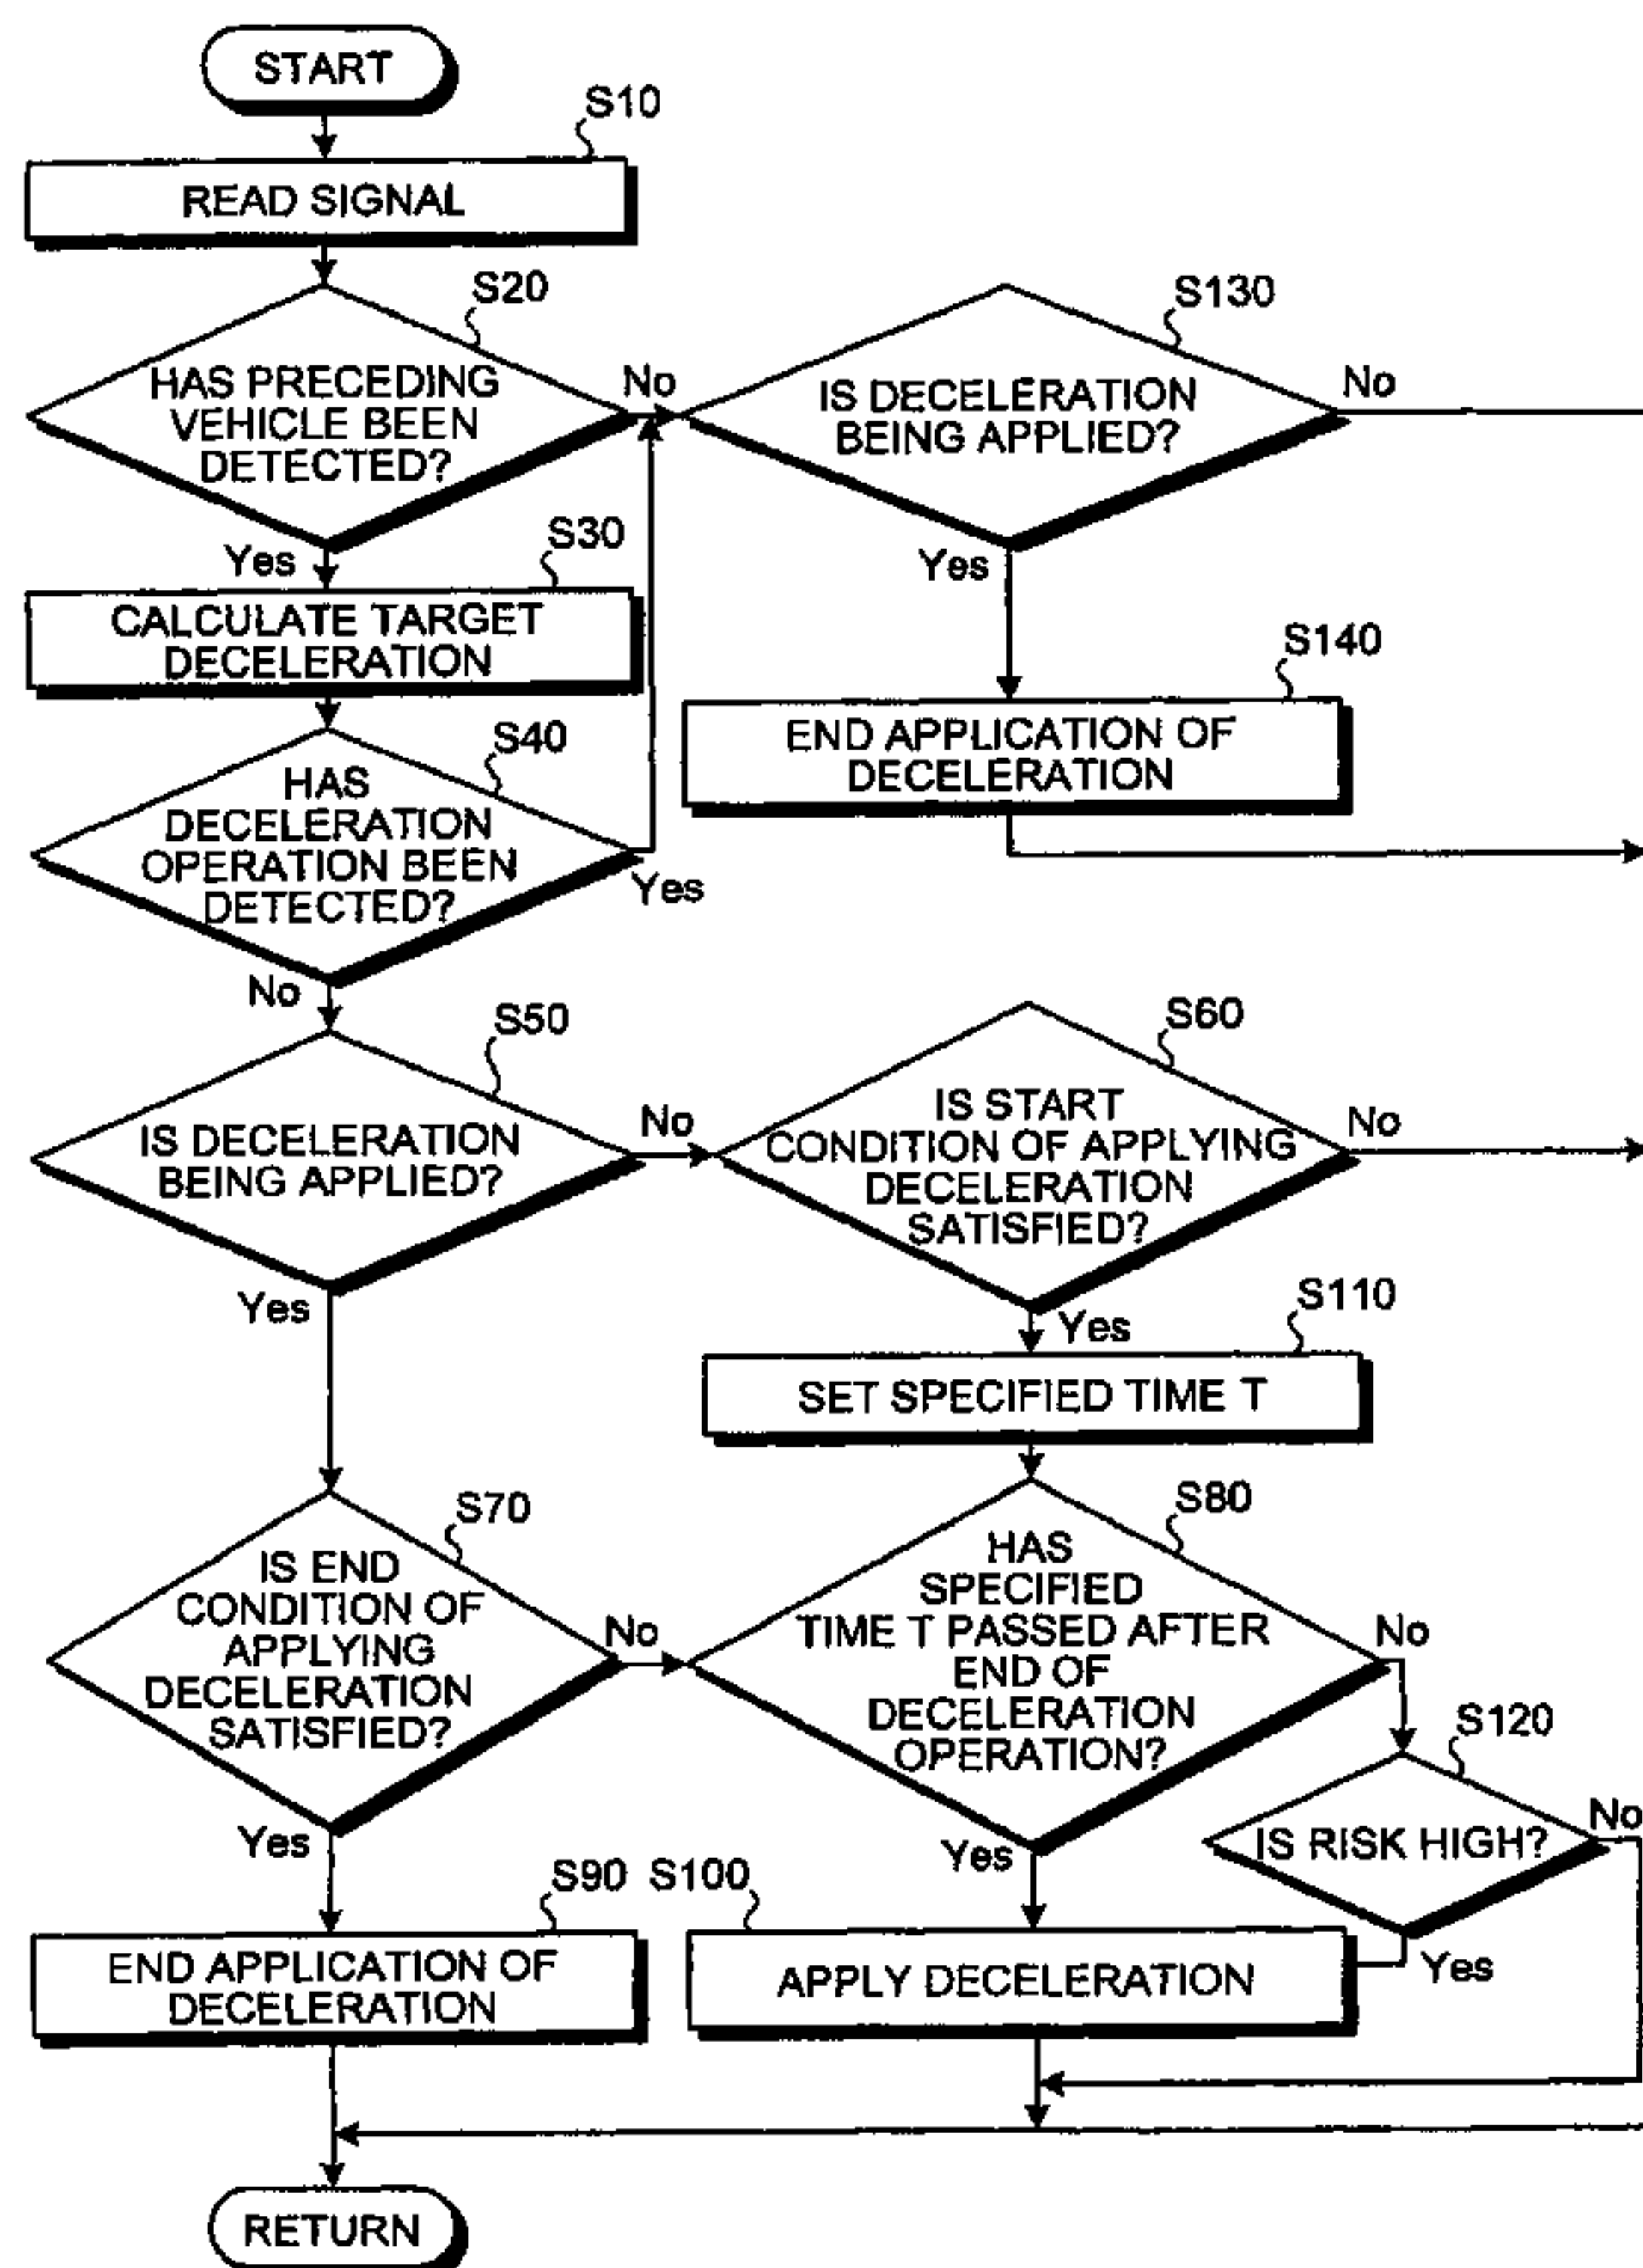 START
S10
READ SIGNAL
S20
HAS PRECEDING
VEHICLE BEEN
DETECTED?
No
Yes
S130
IS DECELERATION
BEING APPLIED?
No
Yes
S30
CALCULATE TARGET
DECELERATION
S140
END APPLICATION OF
DECELERATION
S40
HAS
DECELERATION
OPERATION BEEN
DETECTED?
Yes
No
S50
IS DECELERATION
BEING APPLIED?
No
Yes
S60
IS START
CONDITION OF APPLYING
DECELERATION
SATISFIED?
No
Yes
S110
SET SPECIFIED TIME T
S70
IS END
CONDITION OF
APPLYING
DECELERATION
SATISFIED?
No
Yes
S80
HAS
SPECIFIED
TIME T PASSED AFTER
END OF
DECELERATION
OPERATION?
No
Yes
S120
IS RISK HIGH?
No
Yes
S90
END APPLICATION OF
DECELERATION
S100
APPLY DECELERATION
RETURN